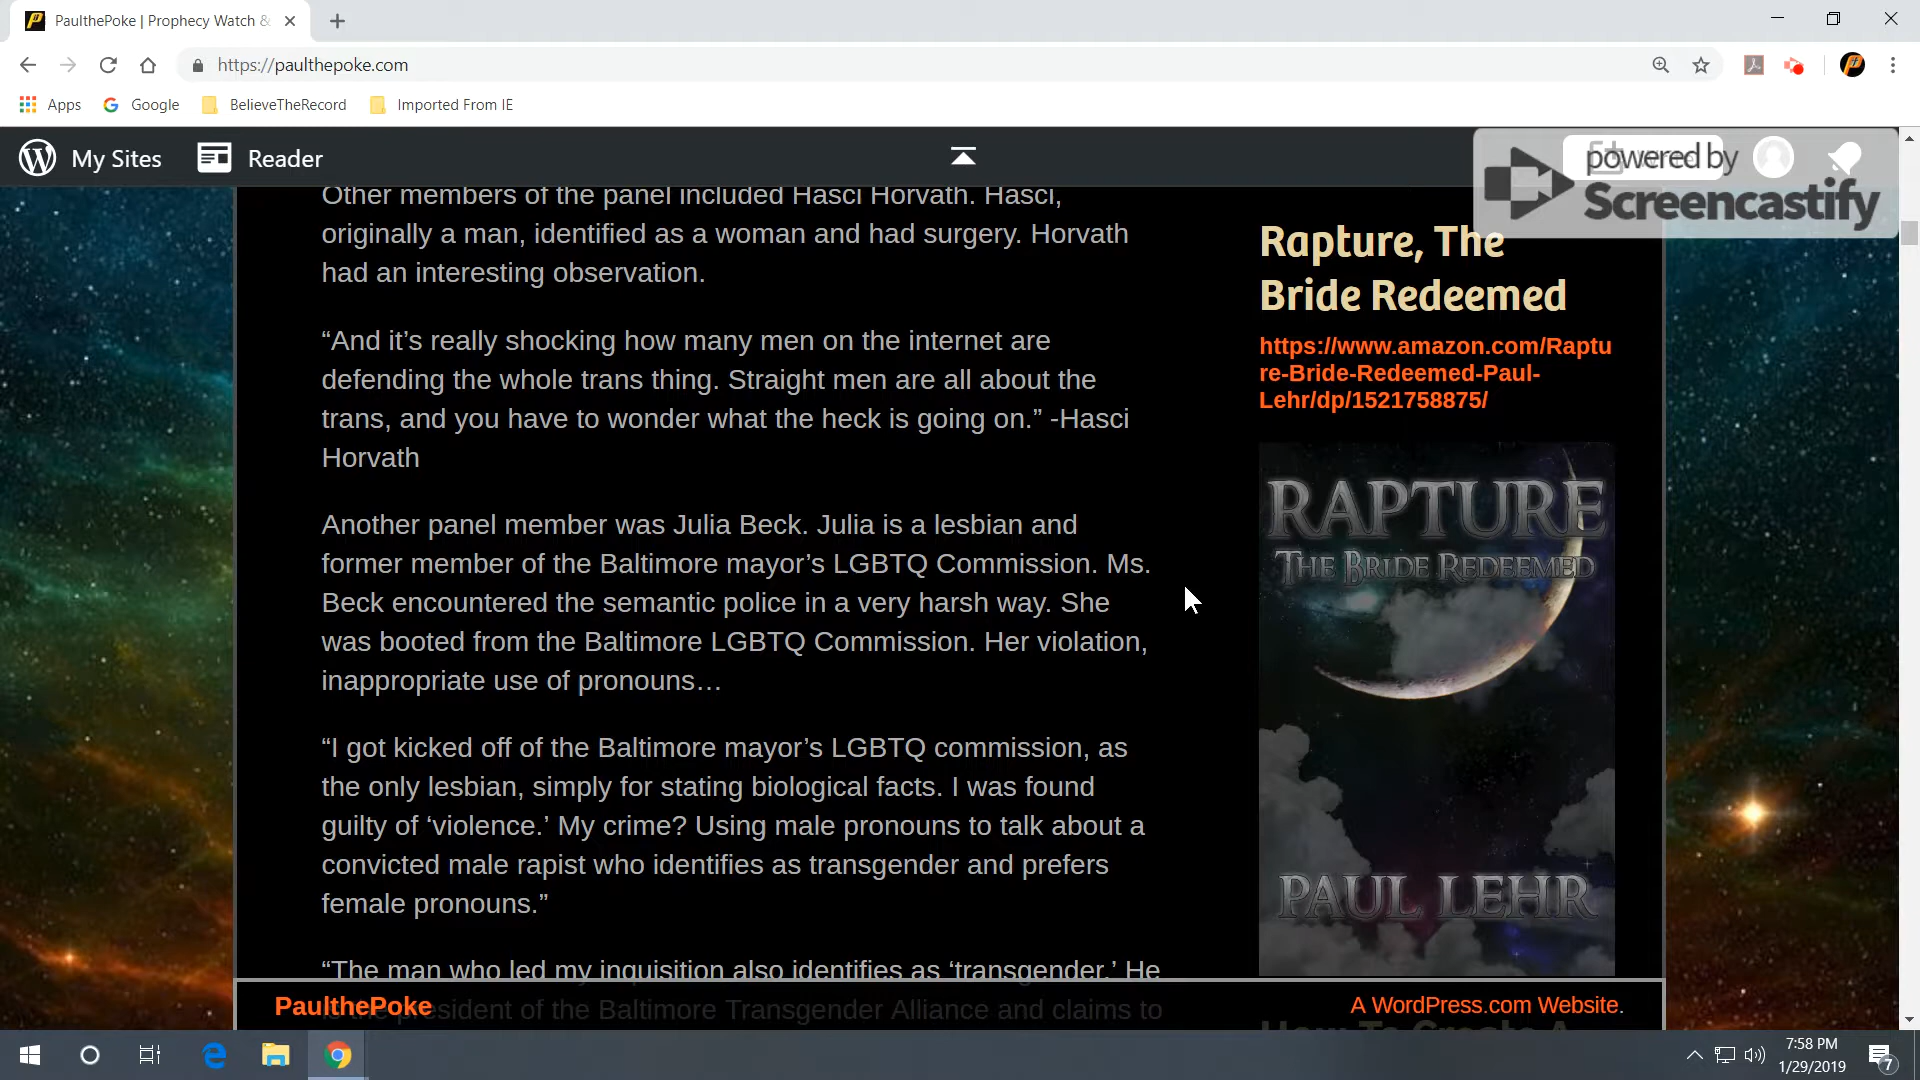 PaulthePoke | Prophecy Watch &
https://paulthepoke.com
Apps Google BelieveTheRecord Imported From IE
My Sites Reader
powered by
Screencastify
Other members of the panel included Hasci Horvath. Hasci,
originally a man, identified as a woman and had surgery. Horvath
had an interesting observation.
“And it’s really shocking how many men on the internet are
defending the whole trans thing. Straight men are all about the
trans, and you have to wonder what the heck is going on.” -Hasci
Horvath
Another panel member was Julia Beck. Julia is a lesbian and
former member of the Baltimore mayor’s LGBTQ Commission. Ms.
Beck encountered the semantic police in a very harsh way. She
was booted from the Baltimore LGBTQ Commission. Her violation,
inappropriate use of pronouns…
“I got kicked off of the Baltimore mayor’s LGBTQ commission, as
the only lesbian, simply for stating biological facts. I was found
guilty of ‘violence.’ My crime? Using male pronouns to talk about a
convicted male rapist who identifies as transgender and prefers
female pronouns.”
“The man who led my inquisition also identifies as ‘transgender.’ He
is the president of the Baltimore Transgender Alliance and claims to
Rapture, The
Bride Redeemed
https://www.amazon.com/Raptu
re-Bride-Redeemed-Paul-
Lehr/dp/1521758875/
RAPTURE
THE BRIDE REDEEMED
PAUL LEHR
How To Create A
PaulthePoke
A WordPress.com Website.
7:58 PM
1/29/2019
7